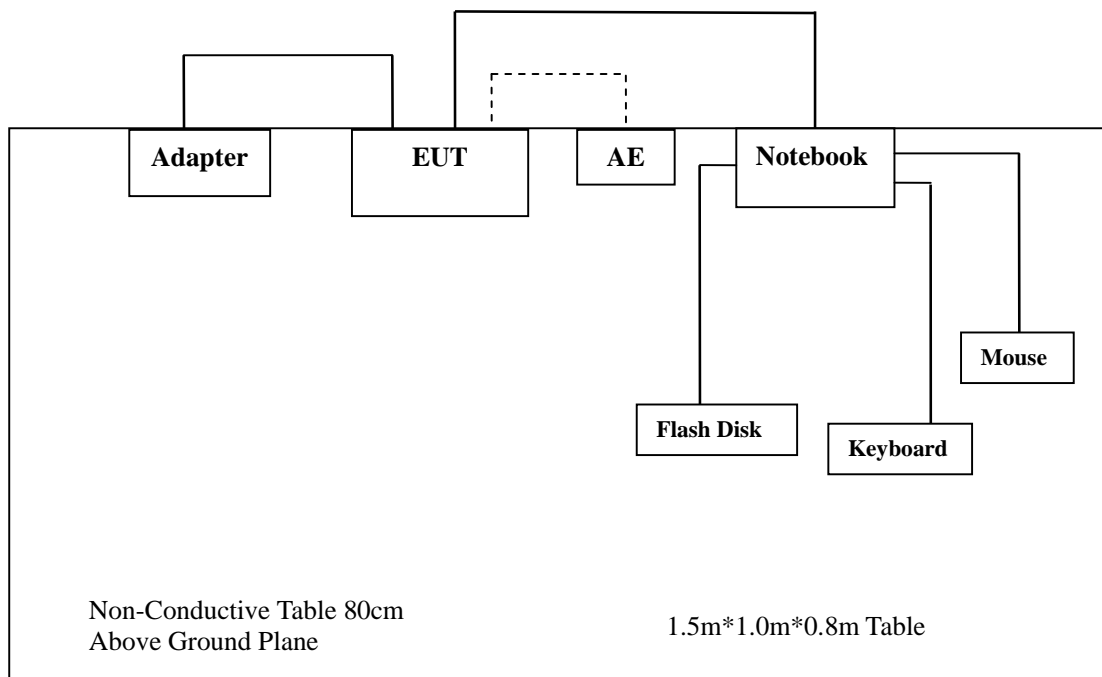 Adapter
EUT
AE
Notebook
Mouse
Flash Disk
Keyboard
Non-Conductive Table 80cm
Above Ground Plane
1.5m*1.0m*0.8m Table